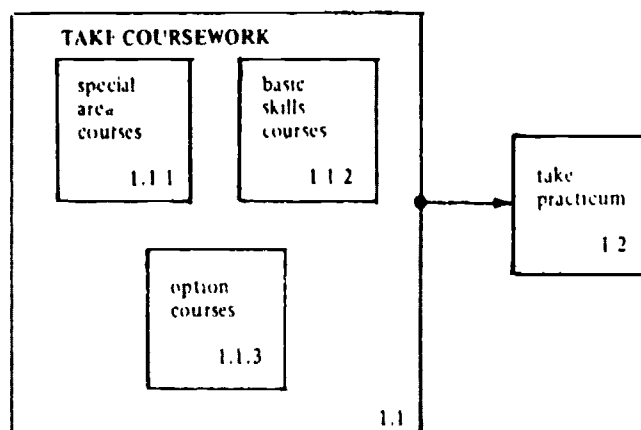 TAKE COURSEWORK
special
area
courses
1.1.1
basic
skills
courses
1.1.2
option
courses
1.1.3
1.1
take
practicum
1.2